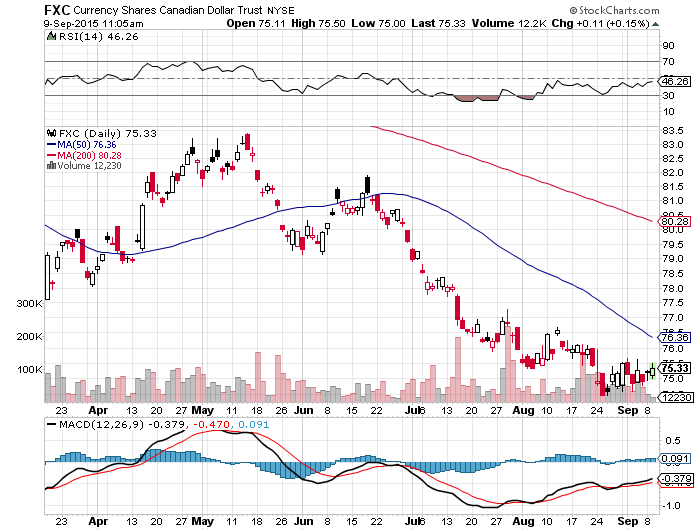 FXC Currency Shares Canadian Dollar Trust NYSE © StockCharts.com
9-Sep-2015 11:05am Open 75.11 High 75.50 Low 75.00 Last 75.33 Volume 12.2K Chg +0.11 (+0.15%)
RSI(14) 46.26
90
70
50
46.26
30
10
FXC (Daily) 75.33
MA(50) 76.36
MA(200) 80.28
Volume 12,230
83.5
83.0
82.5
82.0
81.5
81.0
80.5
80.28
80.0
79.5
79.0
78.5
78.0
77.5
77.0
76.5
76.36
76.0
75.5
75.33
75.0
12230
300K
200K
100K
23 Apr 13 20 27 May 11 18 26 Jun 8 15 22 Jul 6 13 20 27 Aug 10 17 24 Sep 8
MACD(12,26,9) -0.379, -0.470, 0.091
0.5
0.091
-0.379
-1.0
23 Apr 13 20 27 May 11 18 26 Jun 8 15 22 Jul 6 13 20 27 Aug 10 17 24 Sep 8